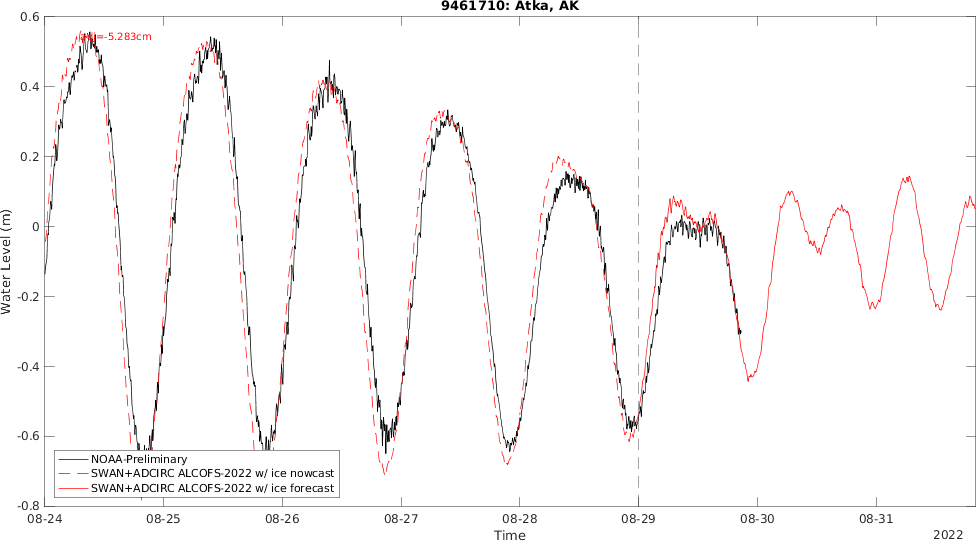 9461710: Atka, AK
0.6
0.4
0.2
0
-0.2
-0.4
-0.6
-0.8
Water Level (m)
=-5.283cm
NOAA-Preliminary
SWAN+ADCIRC ALCOFS-2022 w/ ice nowcast
SWAN+ADCIRC ALCOFS-2022 w/ ice forecast
08-24 08-25 08-26 08-27 08-28 08-29 08-30 08-31
Time
2022